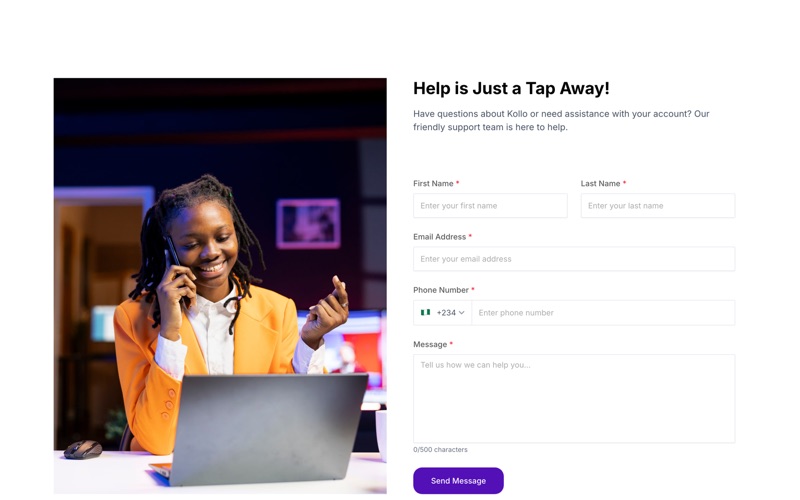 Help is Just a Tap Away!
Have questions about Kollo or need assistance with your account? Our
friendly support team is here to help.
First Name *
Last Name *
Enter your first name
Enter your last name
Email Address *
Enter your email address
Phone Number *
+234
Enter phone number
Message *
Tell us how we can help you...
0/500 characters
Send Message